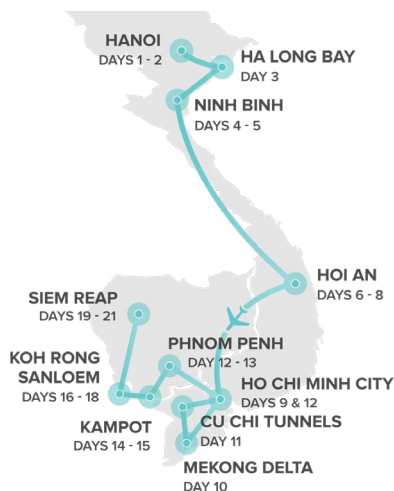 HANOI
DAYS 1 - 2
HA LONG BAY
DAY 3
NINH BINH
DAYS 4 - 5
HOI AN
DAYS 6 - 8
SIEM REAP
DAYS 19 - 21
PHNOM PENH
DAY 12 - 13
KOH RONG
SANLOEM
DAYS 16 - 18
HO CHI MINH CITY
DAYS 9 & 12
CU CHI TUNNELS
DAY 11
KAMPOT
DAYS 14 - 15
MEKONG DELTA
DAY 10